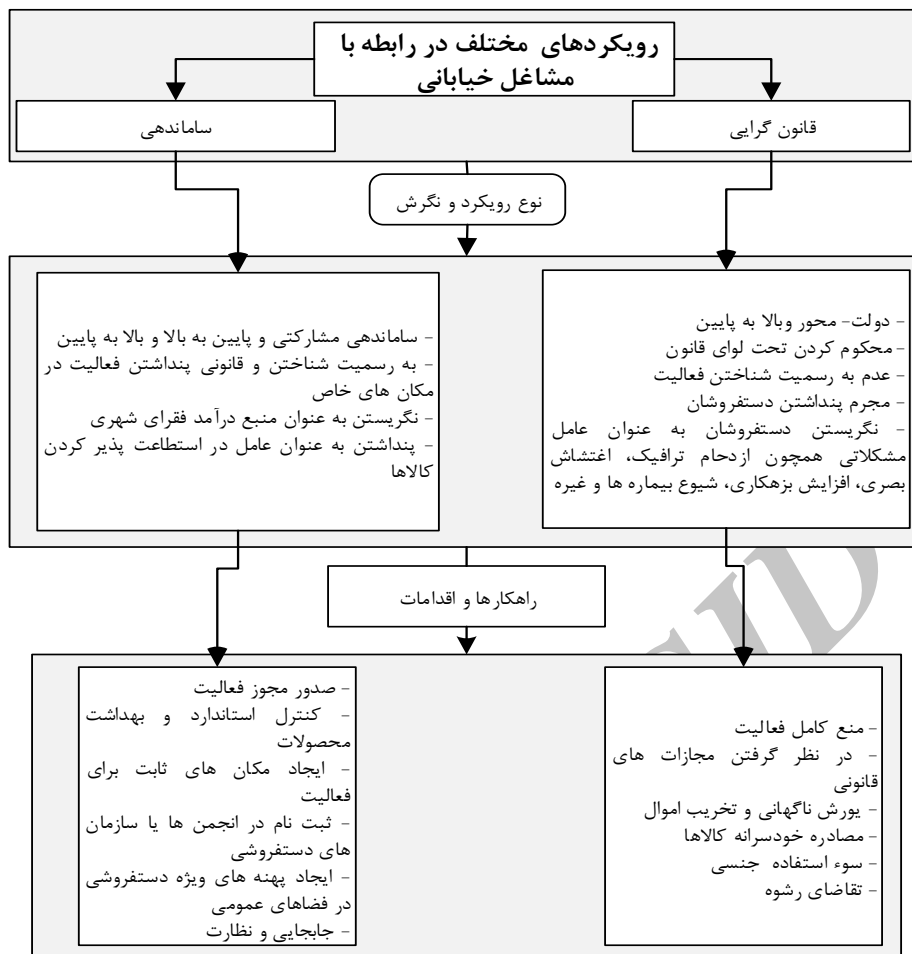 رویکردهای مختلف در رابطه با
مشاغل خیابانی
قانون گرایی
ساماندهی
نوع رویکرد و نگرش
- دولت- محور وبالا به پایین
- محکوم کردن تحت لوای قانون
- عدم به رسمیت شناختن فعالیت
- مجرم پنداشتن دستفروشان
- نگریستن دستفروشان به عنوان عامل
مشکلاتی همچون ازدحام ترافیک، اغتشاش
بصری، افزایش بزهکاری، شیوع بیماره ها و غیره
- ساماندهی مشارکتی و پایین به بالا و بالا به پایین
- به رسمیت شناختن و قانونی پنداشتن فعالیت در
مکان های خاص
- نگریستن به عنوان منبع درآمد فقرای شهری
- پنداشتن به عنوان عامل در استطاعت پذیر کردن
کالاها
راهکارها و اقدامات
- منع کامل فعالیت
- در نظر گرفتن مجازات های
قانونی
- یورش ناگهانی و تخریب اموال
- مصادره خودسرانه کالاها
- سوء استفاده جنسی
- تقاضای رشوه
- صدور مجوز فعالیت
- کنترل استاندارد و بهداشت
محصولات
- ایجاد مکان های ثابت برای
فعالیت
- ثبت نام در انجمن ها یا سازمان
های دستفروشی
- ایجاد پهنه های ویژه دستفروشی
در فضاهای عمومی
- جابجایی و نظارت